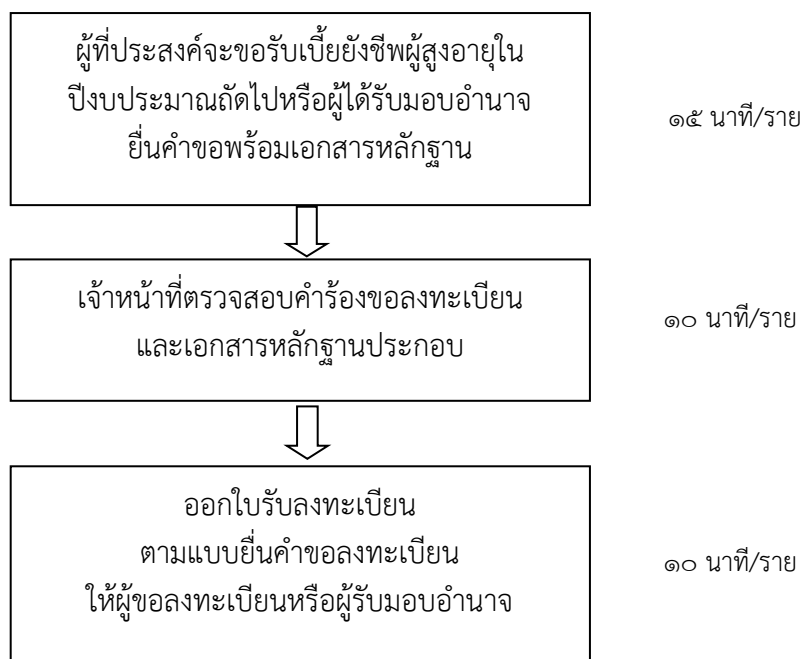 ผู้ที่ประสงค์จะขอรับเบี้ยยังชีพผู้สูงอายุใน
ปีงบประมาณถัดไปหรือผู้ได้รับมอบอำนาจ
ยื่นคำขอพร้อมเอกสารหลักฐาน
๑๕ นาที/ราย
เจ้าหน้าที่ตรวจสอบคำร้องขอลงทะเบียน
และเอกสารหลักฐานประกอบ
๑๐ นาที/ราย
ออกใบรับลงทะเบียน
ตามแบบยื่นคำขอลงทะเบียน
ให้ผู้ขอลงทะเบียนหรือผู้รับมอบอำนาจ
๑๐ นาที/ราย